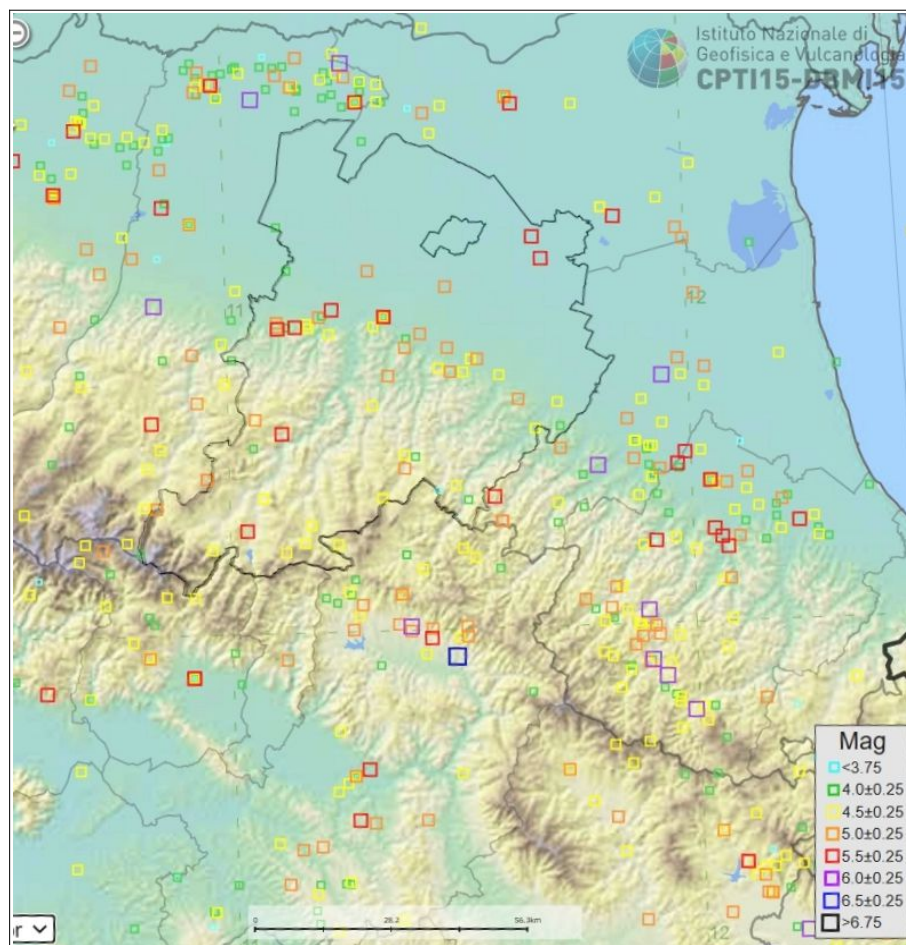 Istituto Nazionale di
Geofisica e Vulcanologia
CPTI15-DBMI15
11
12
Mag
<3.75
4.0±0.25
4.5±0.25
5.0±0.25
5.5±0.25
6.0±0.25
6.5±0.25
>6.75
or
0 28.2 56.3km
12